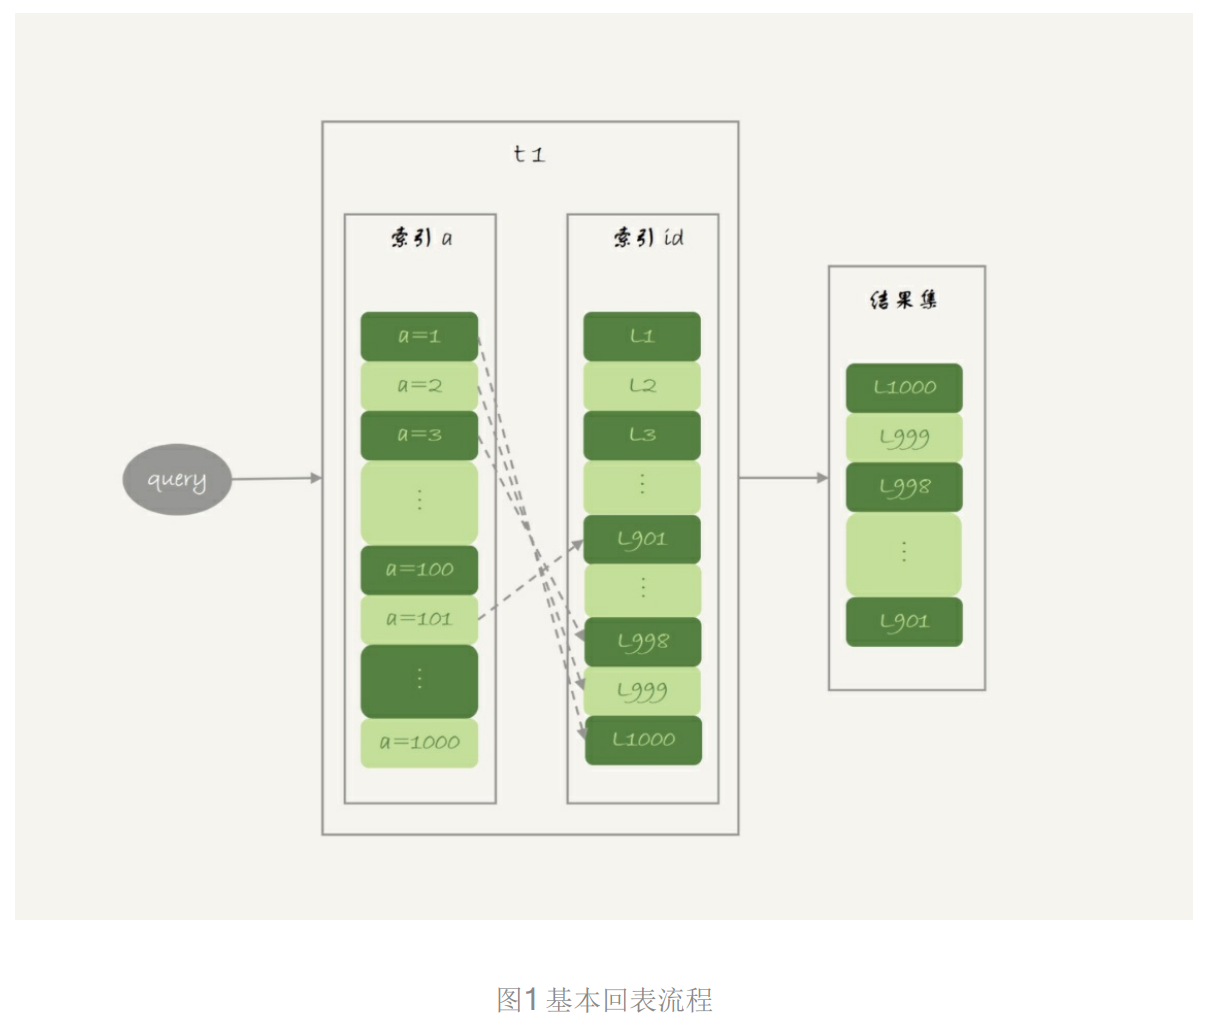 t1
索引 a
索引 id
结果集
query
a=1
a=2
a=3
⋮
a=100
a=101
⋮
a=1000
L1
L2
L3
⋮
L901
⋮
L998
L999
L1000
L1000
L999
L998
⋮
L901
图1 基本回表流程